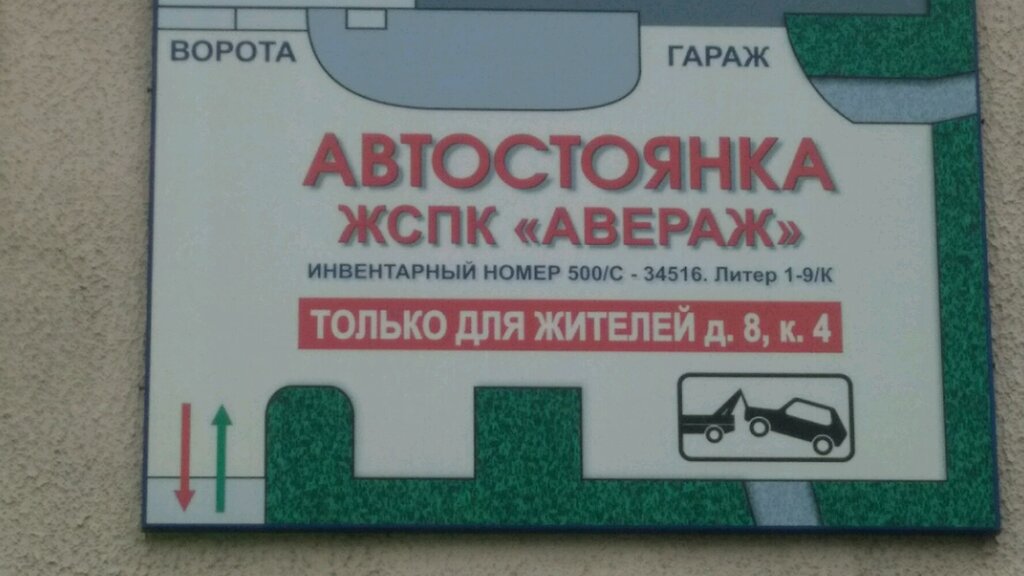 ВОРОТА
ГАРАЖ
АВТОСТОЯНКА
ЖСПК «АВЕРАЖ»
ИНВЕНТАРНЫЙ НОМЕР 500/С - 34516. Литер 1-9/К
ТОЛЬКО ДЛЯ ЖИТЕЛЕЙ д. 8, к. 4